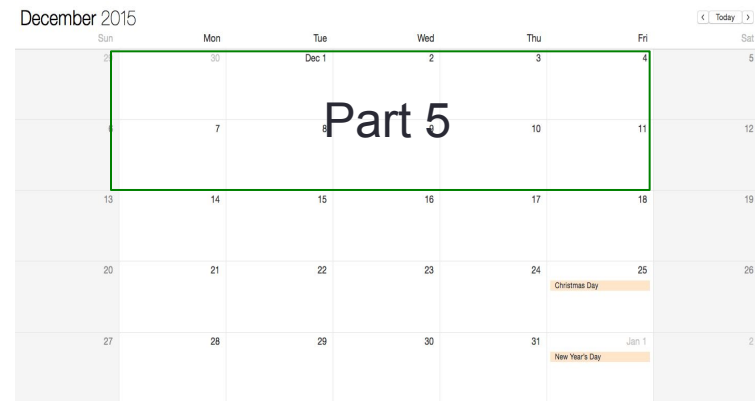 December 2015
< Today >
Sun Mon Tue Wed Thu Fri Sat
29 30 Dec 1 2 3 4 5
Part 5
6 7 8 9 10 11 12
13 14 15 16 17 18 19
20 21 22 23 24 25 26
Christmas Day
27 28 29 30 31 Jan 1 2
New Year's Day